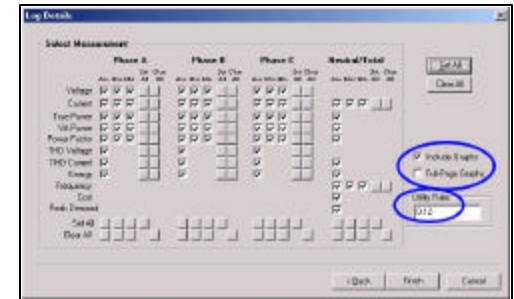 Log Details
Select Measurement
Phase A
Phase B
Phase C
Neutral/Total
Set All
Clear All
Voltage
Current
True Power
VA Power
Power Factor
THD Voltage
THD Current
Energy
Frequency
Cost
Peak Demand
Set All
Clear All
Include Graphs
Full-Page Graphs
Utility Rates
0.12
< Back
Finish
Cancel